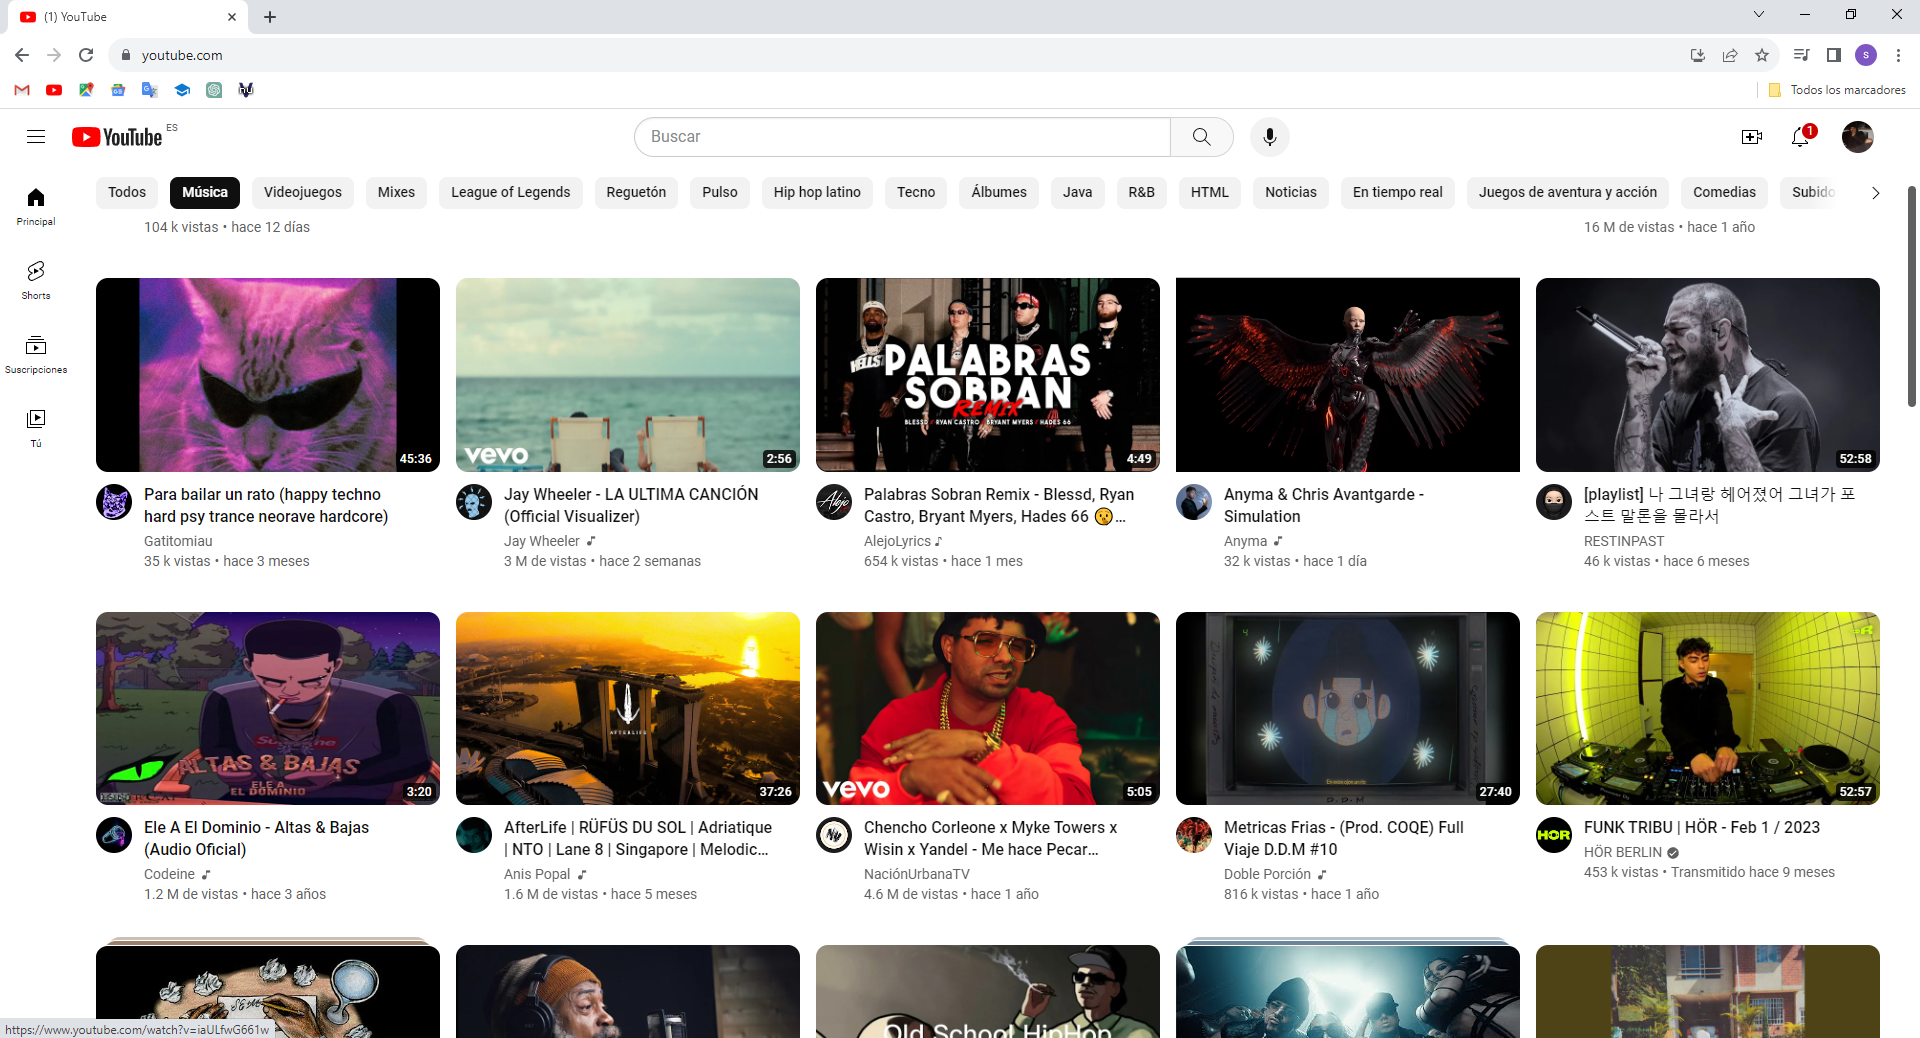 (1) YouTube
youtube.com
Todos los marcadores
YouTube ES
Buscar
1
Todos
Música
Videojuegos
Mixes
League of Legends
Reguetón
Pulso
Hip hop latino
Tecno
Álbumes
Java
R&B
HTML
Noticias
En tiempo real
Juegos de aventura y acción
Comedias
Subido
Principal
Shorts
Suscripciones
Tú
104 k vistas • hace 12 días
16 M de vistas • hace 1 año
45:36
vevo
2:56
HELLS
PALABRAS
SOBRAN
REMIX
BLESSD / RYAN CASTRO / BRYANT MYERS / HADES 66
4:49
52:58
Para bailar un rato (happy techno
hard psy trance neorave hardcore)
Gatitomiau
35 k vistas • hace 3 meses
Jay Wheeler - LA ULTIMA CANCIÓN
(Official Visualizer)
Jay Wheeler
3 M de vistas • hace 2 semanas
Alejo
Palabras Sobran Remix - Blessd, Ryan
Castro, Bryant Myers, Hades 66 🤫...
AlejoLyrics ♪
654 k vistas • hace 1 mes
Anyma & Chris Avantgarde -
Simulation
Anyma
32 k vistas • hace 1 día
[playlist] 나 그녀랑 헤어졌어 그녀가 포
스트 말론을 몰라서
RESTINPAST
46 k vistas • hace 6 meses
Supreme
ALTAS & BAJAS
ELE A
EL DOMINIO
3:20
AFTERLIFE
37:26
vevo
5:05
D.D.M
27:40
52:57
Ele A El Dominio - Altas & Bajas
(Audio Oficial)
Codeine
1.2 M de vistas • hace 3 años
AfterLife | RÜFÜS DU SOL | Adriatique
| NTO | Lane 8 | Singapore | Melodic...
Anis Popal
1.6 M de vistas • hace 5 meses
Chencho Corleone x Myke Towers x
Wisin x Yandel - Me hace Pecar...
NaciónUrbanaTV
4.6 M de vistas • hace 1 año
Metricas Frias - (Prod. COQE) Full
Viaje D.D.M #10
Doble Porción
816 k vistas • hace 1 año
HÖR
FUNK TRIBU | HÖR - Feb 1 / 2023
HÖR BERLIN
453 k vistas • Transmitido hace 9 meses
Old School HipHop
https://www.youtube.com/watch?v=iaULfwG661w